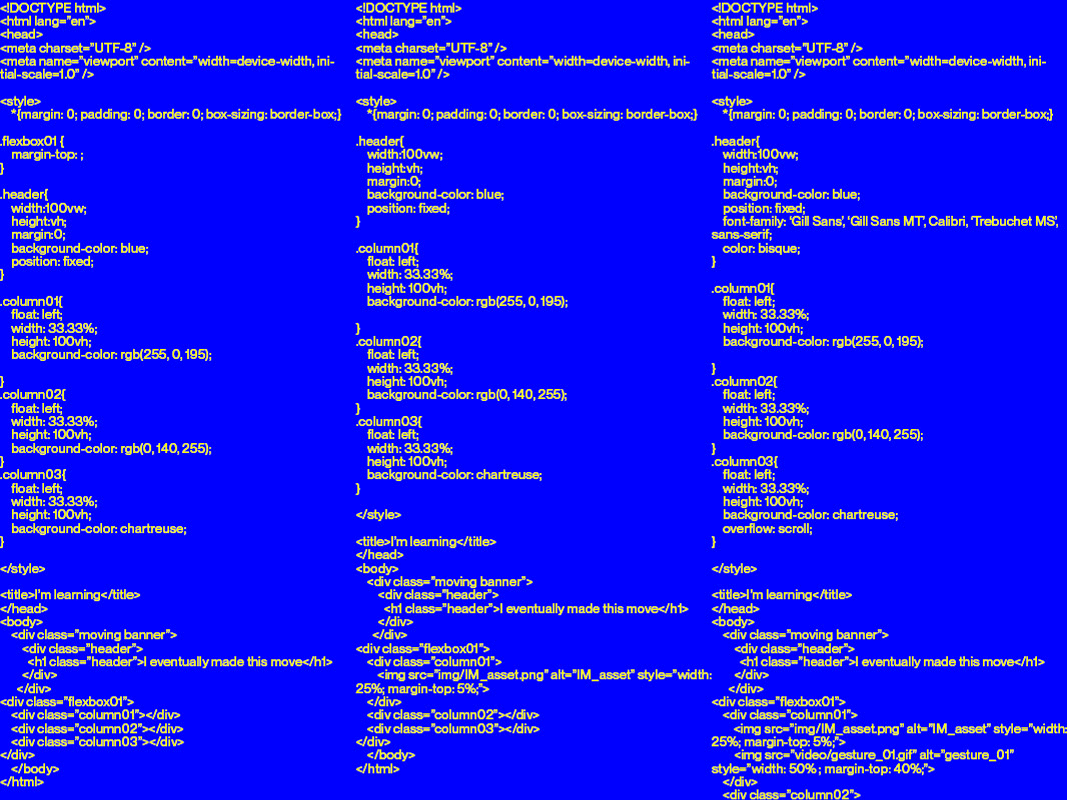 <!DOCTYPE html>
<html lang="en">
<head>
<meta charset="UTF-8" />
<meta name="viewport" content="width=device-width, ini-
tial-scale=1.0" />
<style>
*{margin: 0; padding: 0; border: 0; box-sizing: border-box;}
.flexbox01 {
margin-top: ;
}
.header{
width:100vw;
height:vh;
margin:0;
background-color: blue;
position: fixed;
}
.column01{
float: left;
width: 33.33%;
height: 100vh;
background-color: rgb(255, 0, 195);
}
.column02{
float: left;
width: 33.33%;
height: 100vh;
background-color: rgb(0, 140, 255);
}
.column03{
float: left;
width: 33.33%;
height: 100vh;
background-color: chartreuse;
}
</style>
<title>I'm learning</title>
</head>
<body>
<div class="moving banner">
<div class="header">
<h1 class="header">I eventually made this move</h1>
</div>
</div>
<div class="flexbox01">
<div class="column01"></div>
<div class="column02"></div>
<div class="column03"></div>
</div>
</body>
</html>
<!DOCTYPE html>
<html lang="en">
<head>
<meta charset="UTF-8" />
<meta name="viewport" content="width=device-width, ini-
tial-scale=1.0" />
<style>
*{margin: 0; padding: 0; border: 0; box-sizing: border-box;}
.header{
width:100vw;
height:vh;
margin:0;
background-color: blue;
position: fixed;
}
.column01{
float: left;
width: 33.33%;
height: 100vh;
background-color: rgb(255, 0, 195);
}
.column02{
float: left;
width: 33.33%;
height: 100vh;
background-color: rgb(0, 140, 255);
}
.column03{
float: left;
width: 33.33%;
height: 100vh;
background-color: chartreuse;
}
</style>
<title>I'm learning</title>
</head>
<body>
<div class="moving banner">
<div class="header">
<h1 class="header">I eventually made this move</h1>
</div>
</div>
<div class="flexbox01">
<div class="column01">
<img src="img/IM_asset.png" alt="IM_asset" style="width:
25%; margin-top: 5%;">
</div>
<div class="column02"></div>
<div class="column03"></div>
</div>
</body>
</html>
<!DOCTYPE html>
<html lang="en">
<head>
<meta charset="UTF-8" />
<meta name="viewport" content="width=device-width, ini-
tial-scale=1.0" />
<style>
*{margin: 0; padding: 0; border: 0; box-sizing: border-box;}
.header{
width:100vw;
height:vh;
margin:0;
background-color: blue;
position: fixed;
font-family: 'Gill Sans', 'Gill Sans MT', Calibri, 'Trebuchet MS',
sans-serif;
color: bisque;
}
.column01{
float: left;
width: 33.33%;
height: 100vh;
background-color: rgb(255, 0, 195);
}
.column02{
float: left;
width: 33.33%;
height: 100vh;
background-color: rgb(0, 140, 255);
}
.column03{
float: left;
width: 33.33%;
height: 100vh;
background-color: chartreuse;
overflow: scroll;
}
</style>
<title>I'm learning</title>
</head>
<body>
<div class="moving banner">
<div class="header">
<h1 class="header">I eventually made this move</h1>
</div>
</div>
<div class="flexbox01">
<div class="column01">
<img src="img/IM_asset.png" alt="IM_asset" style="width:
25%; margin-top: 5%;">
<img src="video/gesture_01.gif" alt="gesture_01"
style="width: 50% ; margin-top: 40%;">
</div>
<div class="column02">